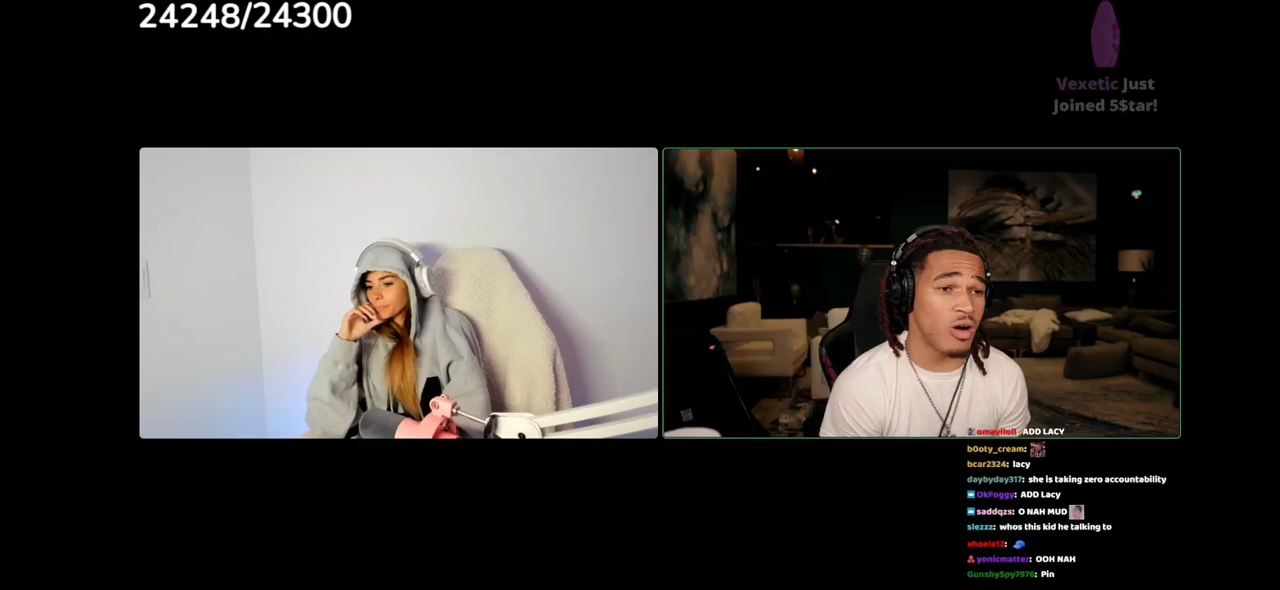 24248/24300
Vexetic Just
Joined 5$tar!
omaylloll: ADD LACY
b0oty_cream:
bcar2324: lacy
daybyday317: she is taking zero accountability
OkFoggy: ADD Lacy
saddqzs: O NAH MUD
slezzz: whos this kid he talking to
yonicmatter: OOH NAH
GunshySpy7976: Pin